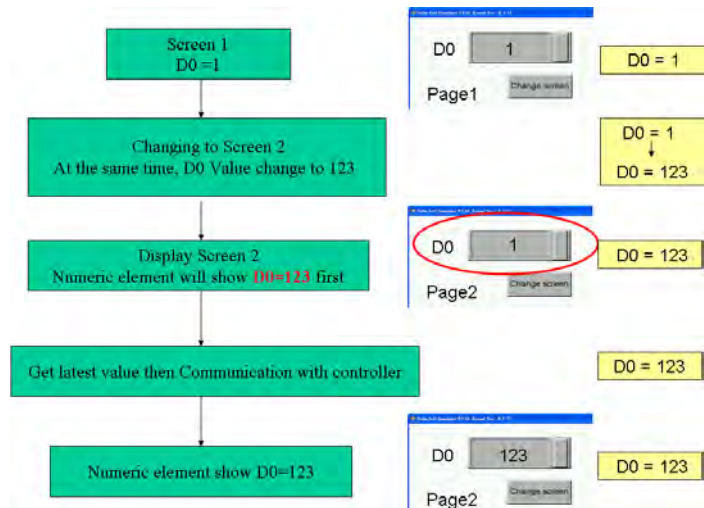 Screen 1
D0 =1
D0
1
Page1
Change screen
D0 = 1
Changing to Screen 2
At the same time, D0 Value change to 123
D0 = 1
D0 = 123
Display Screen 2
Numeric element will show D0=123 first
D0
1
Page2
Change screen
D0 = 123
Get latest value then Communication with controller
D0 = 123
Numeric element show D0=123
D0
123
Page2
Change screen
D0 = 123